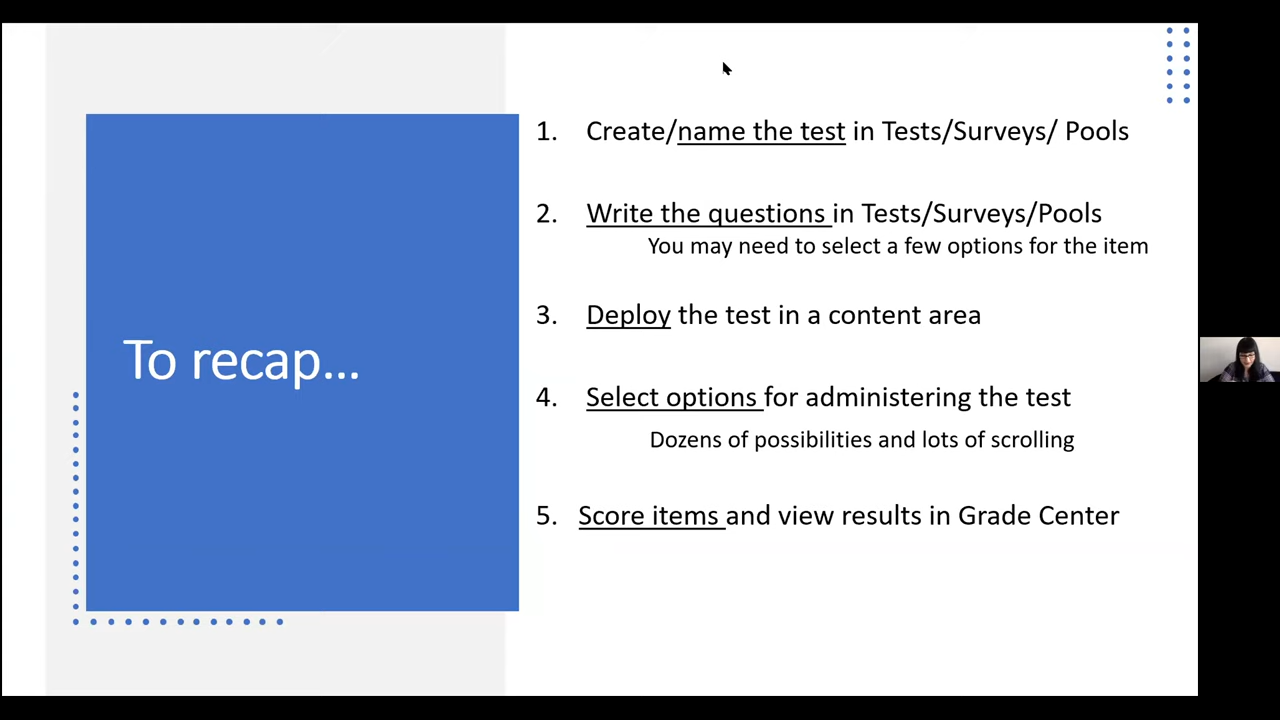 To recap...
1. Create/name the test in Tests/Surveys/ Pools
2. Write the questions in Tests/Surveys/Pools
You may need to select a few options for the item
3. Deploy the test in a content area
4. Select options for administering the test
Dozens of possibilities and lots of scrolling
5. Score items and view results in Grade Center